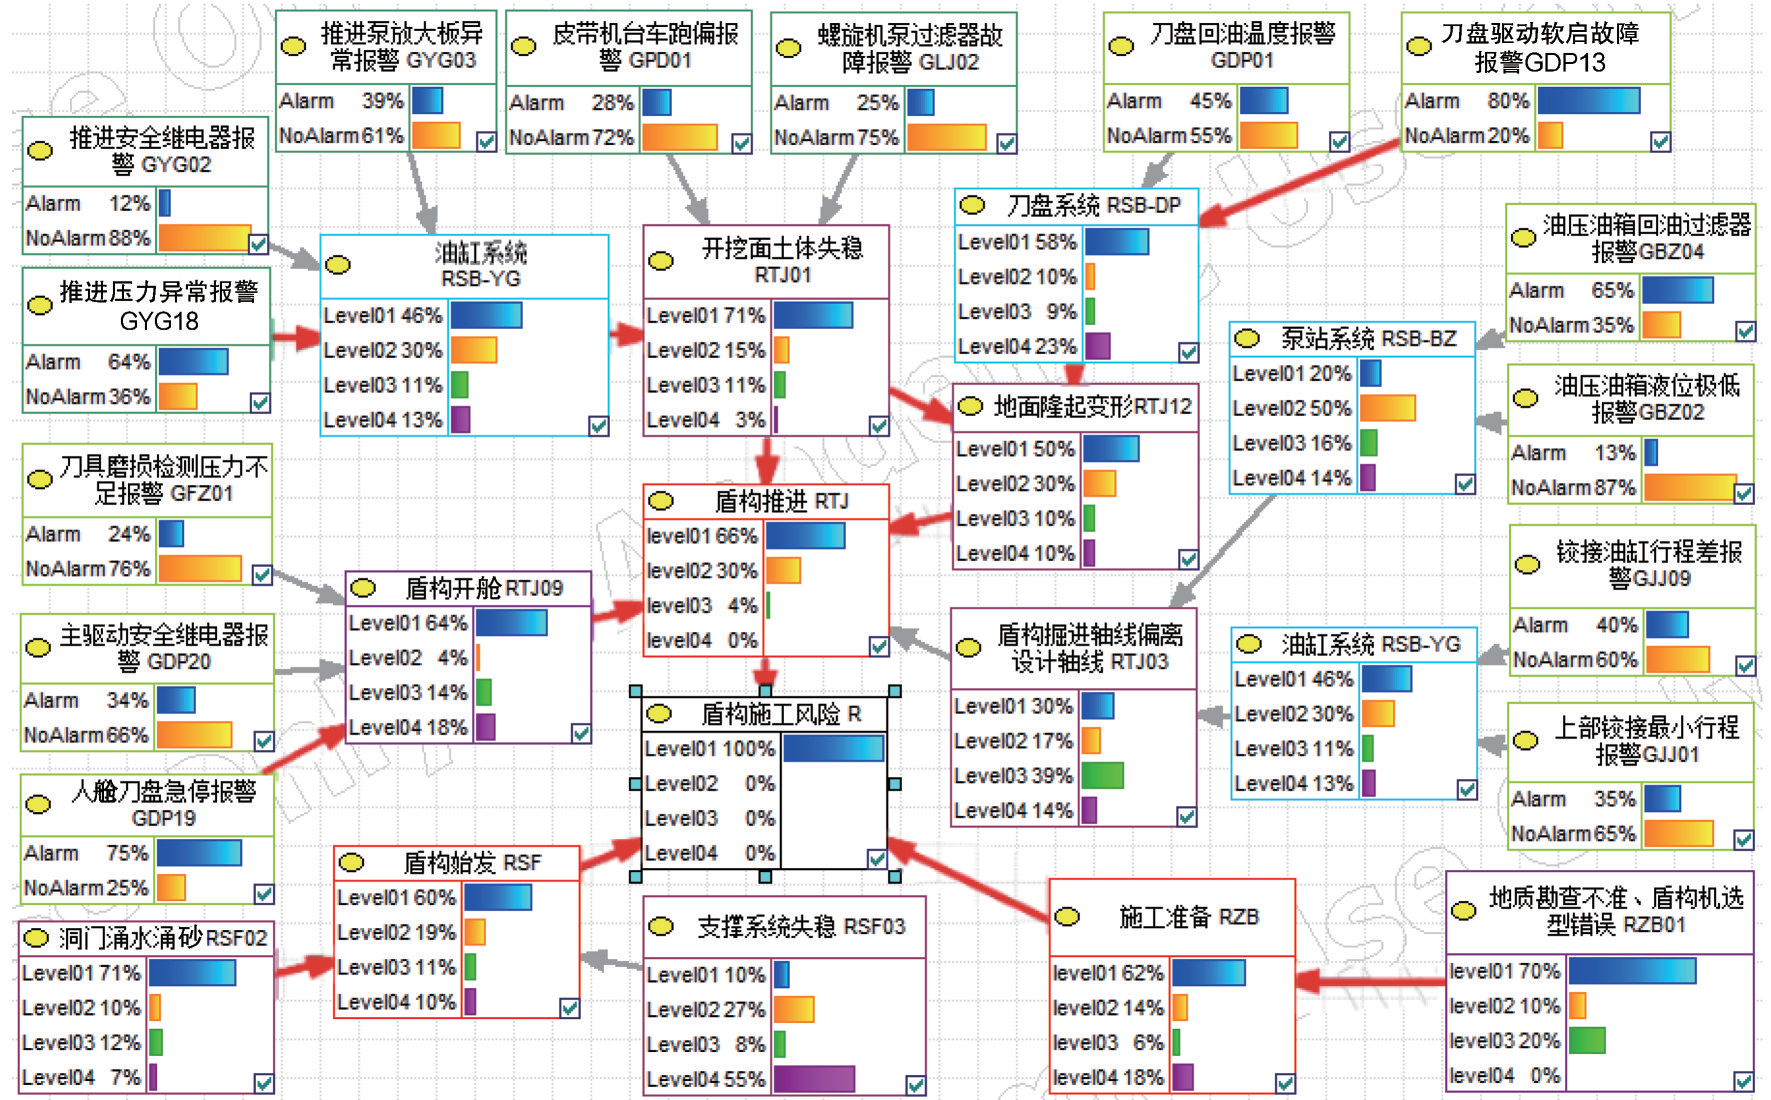 推进泵放大板异
常报警 GYG03
Alarm 39%
NoAlarm 61%
皮带机台车跑偏报
警 GPD01
Alarm 28%
NoAlarm 72%
螺旋机泵过滤器故
障报警 GLJ02
Alarm 25%
NoAlarm 75%
刀盘回油温度报警
GDP01
Alarm 45%
NoAlarm 55%
刀盘驱动软启故障
报警GDP13
Alarm 80%
NoAlarm 20%
推进安全继电器报
警 GYG02
Alarm 12%
NoAlarm 88%
油缸系统
RSB-YG
Level01 46%
Level02 30%
Level03 11%
Level04 13%
开挖面土体失稳
RTJ01
Level01 71%
Level02 15%
Level03 11%
Level04 3%
刀盘系统 RSB-DP
Level01 58%
Level02 10%
Level03 9%
Level04 23%
油压油箱回油过滤器
报警GBZ04
Alarm 65%
NoAlarm 35%
推进压力异常报警
GYG18
Alarm 64%
NoAlarm 36%
泵站系统 RSB-BZ
Level01 20%
Level02 50%
Level03 16%
Level04 14%
油压油箱液位极低
报警GBZ02
Alarm 13%
NoAlarm 87%
地面隆起变形RTJ12
Level01 50%
Level02 30%
Level03 10%
Level04 10%
刀具磨损检测压力不
足报警 GFZ01
Alarm 24%
NoAlarm 76%
盾构推进 RTJ
level01 66%
level02 30%
level03 4%
level04 0%
铰接油缸行程差报
警GJJ09
Alarm 40%
NoAlarm 60%
盾构开舱 RTJ09
Level01 64%
Level02 4%
Level03 14%
Level04 18%
主驱动安全继电器报
警 GDP20
Alarm 34%
NoAlarm 66%
盾构掘进轴线偏离
设计轴线 RTJ03
Level01 30%
Level02 17%
Level03 39%
Level04 14%
油缸系统 RSB-YG
Level01 46%
Level02 30%
Level03 11%
Level04 13%
上部铰接最小行程
报警GJJ01
Alarm 35%
NoAlarm 65%
盾构施工风险 R
Level01 100%
Level02 0%
Level03 0%
Level04 0%
人舱刀盘急停报警
GDP19
Alarm 75%
NoAlarm 25%
盾构始发 RSF
Level01 60%
Level02 19%
Level03 11%
Level04 10%
洞门涌水涌砂RSF02
Level01 71%
Level02 10%
Level03 12%
Level04 7%
支撑系统失稳 RSF03
Level01 10%
Level02 27%
Level03 8%
Level04 55%
施工准备 RZB
level01 62%
level02 14%
level03 6%
level04 18%
地质勘查不准、盾构机选
型错误 RZB01
level01 70%
level02 10%
level03 20%
level04 0%